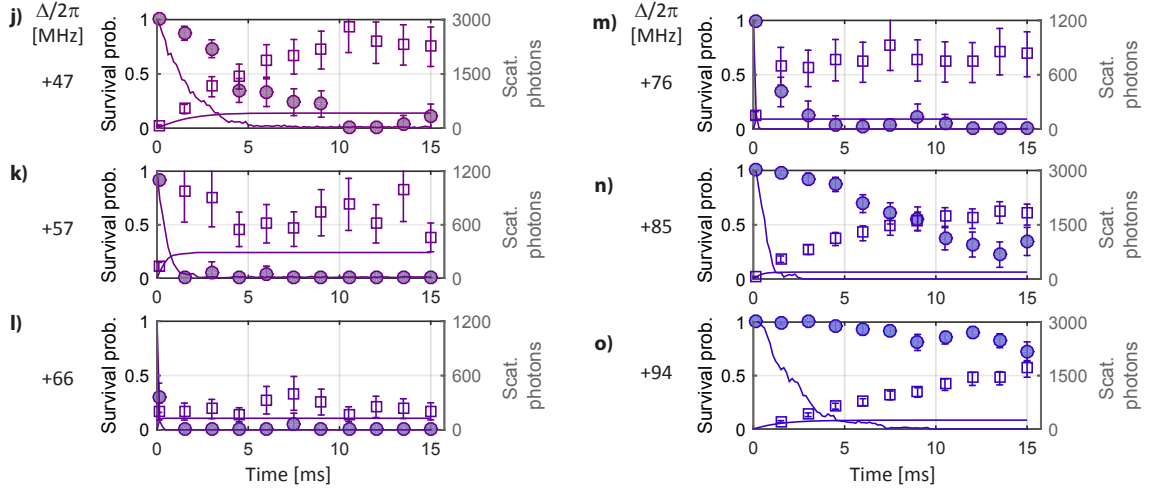 j)
Δ/2π
[MHz]
+47
Survival prob.
1
0.5
0
3000
1500
0
Scat.
photons
0 5 10 15
k)
+57
Survival prob.
1
0.5
0
1200
600
0
Scat.
photons
0 5 10 15
l)
+66
Survival prob.
1
0.5
0
1200
600
0
Scat.
photons
0 5 10 15
Time [ms]
m)
Δ/2π
[MHz]
+76
Survival prob.
1
0.5
0
1200
600
0
Scat.
photons
0 5 10 15
n)
+85
Survival prob.
1
0.5
0
3000
1500
0
Scat.
photons
0 5 10 15
o)
+94
Survival prob.
1
0.5
0
3000
1500
0
Scat.
photons
0 5 10 15
Time [ms]